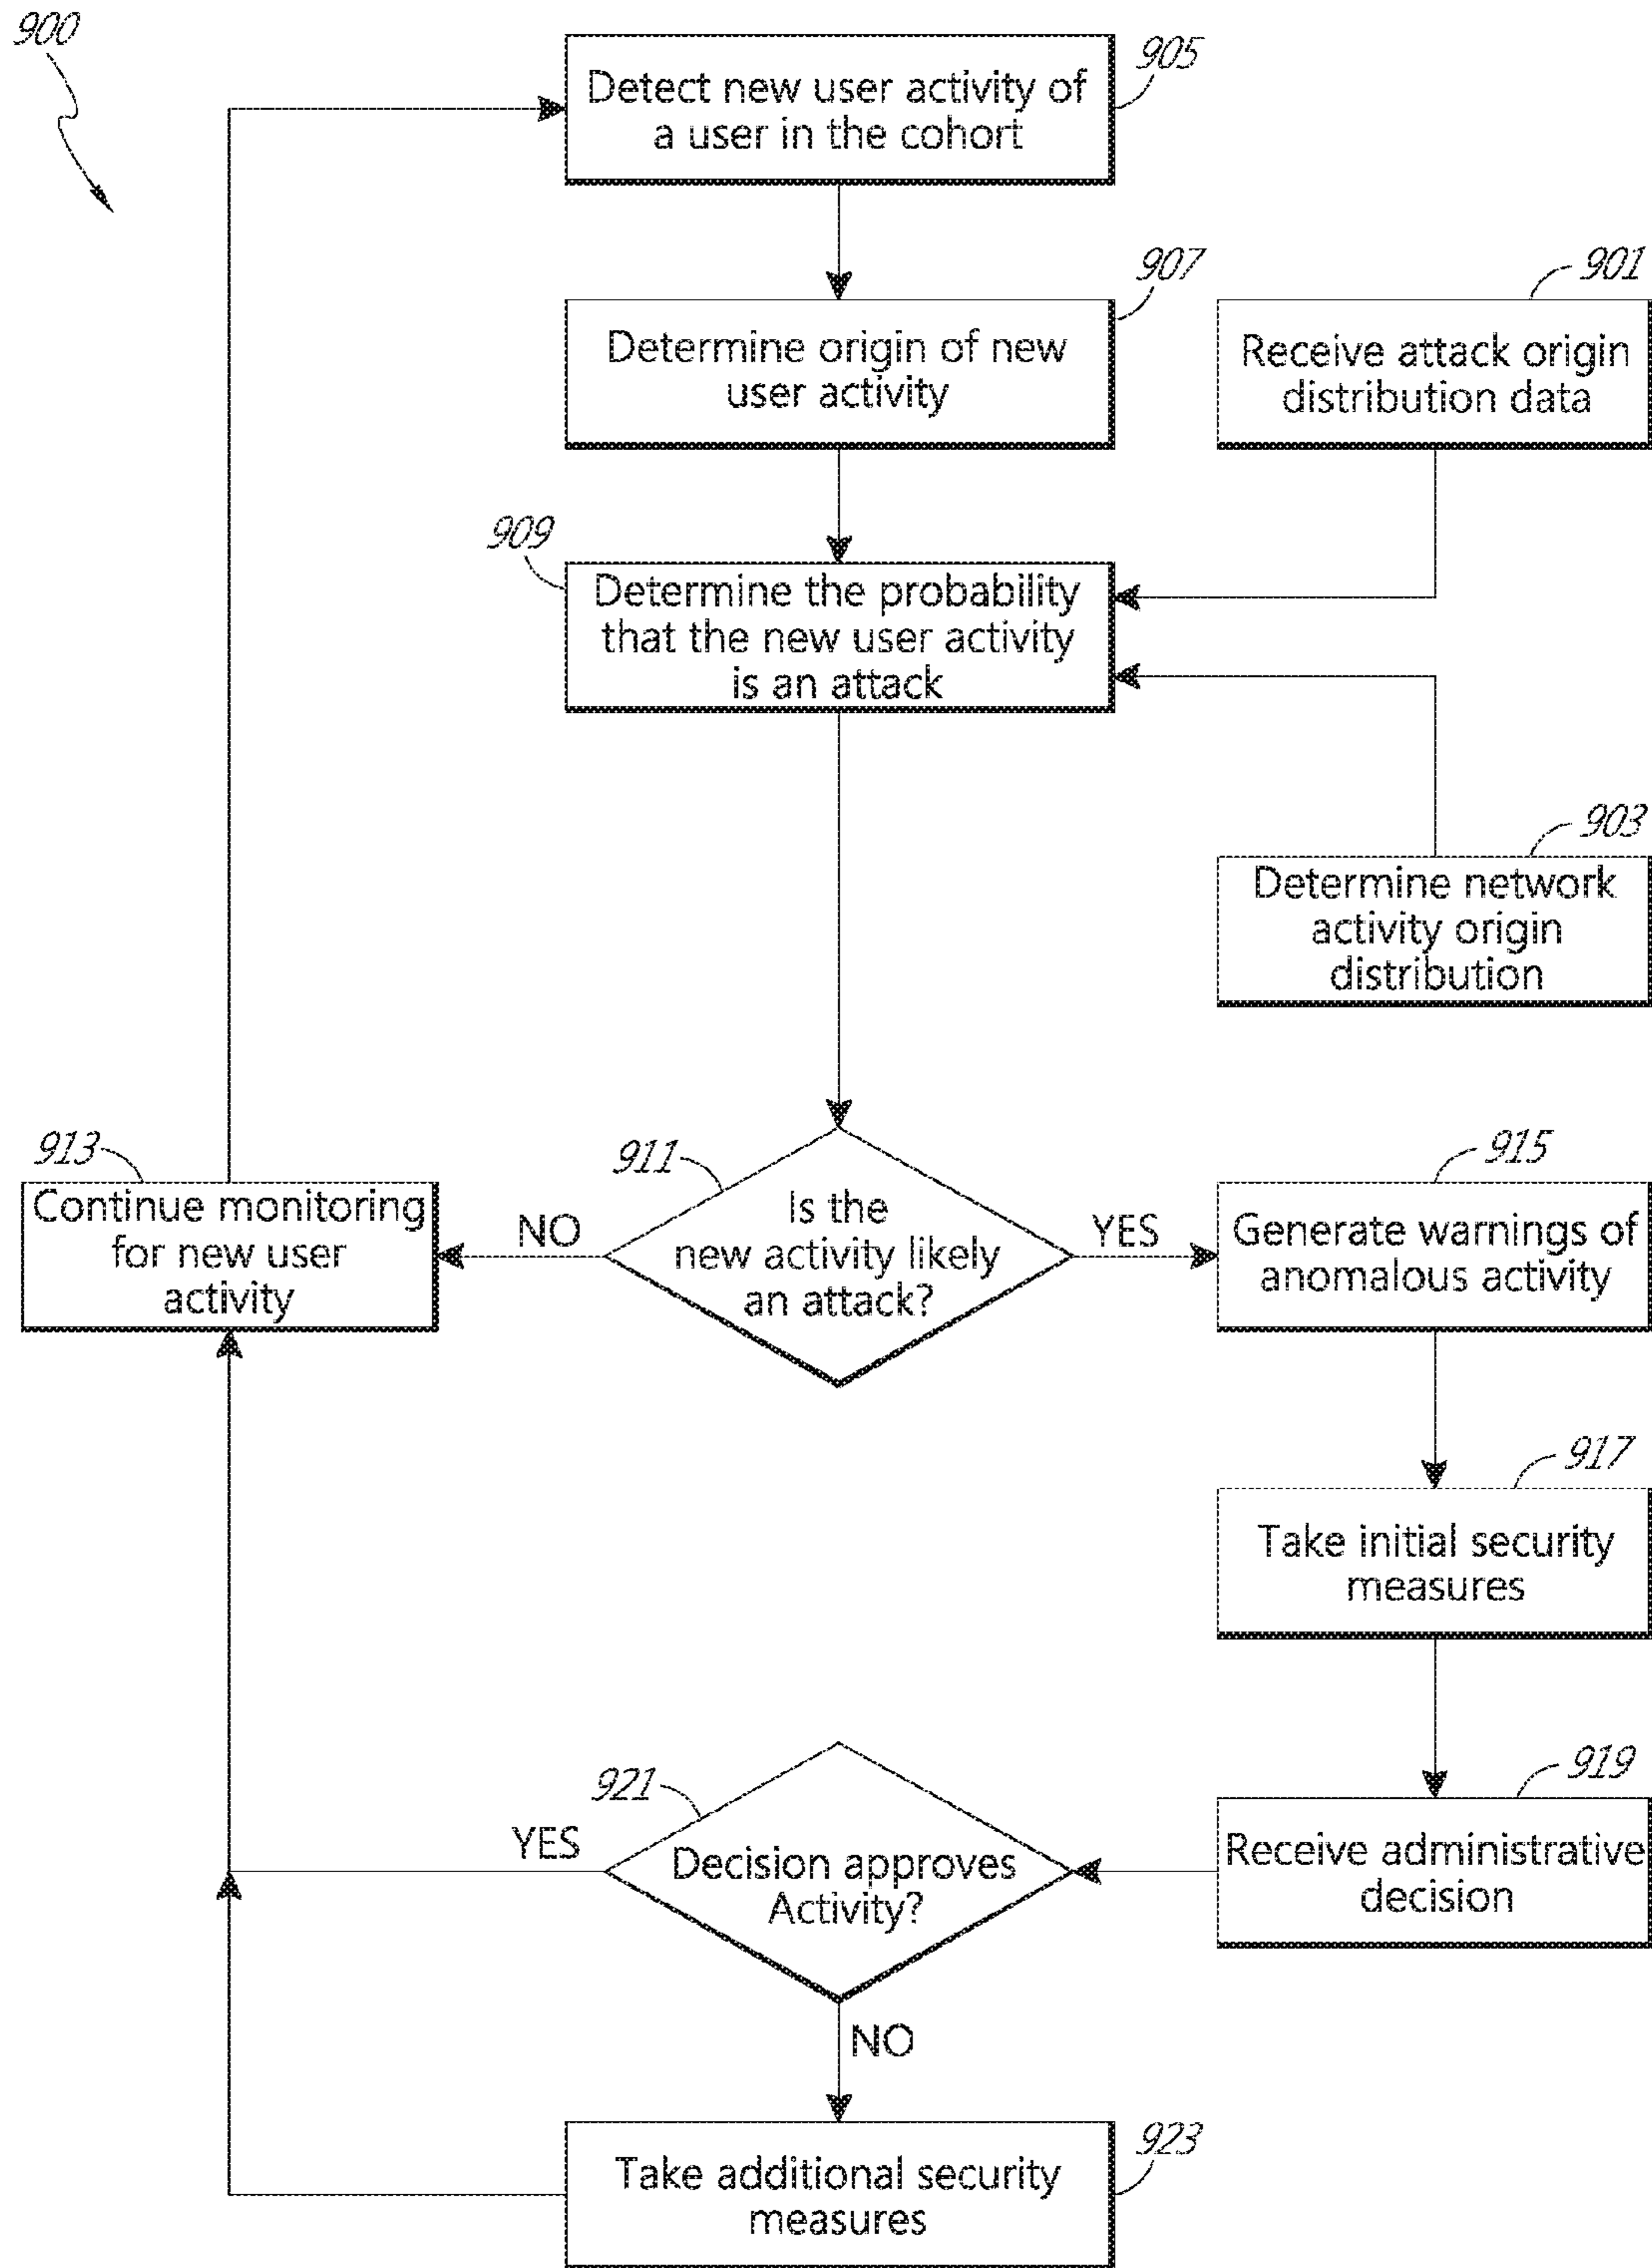 900
905
Detect new user activity of
a user in the cohort
907
Determine origin of new
user activity
901
Receive attack origin
distribution data
909
Determine the probability
that the new user activity
is an attack
903
Determine network
activity origin
distribution
913
Continue monitoring
for new user
activity
NO
911
Is the
new activity likely
an attack?
YES
915
Generate warnings of
anomalous activity
917
Take initial security
measures
919
Receive administrative
decision
921
YES
Decision approves
Activity?
NO
923
Take additional security
measures